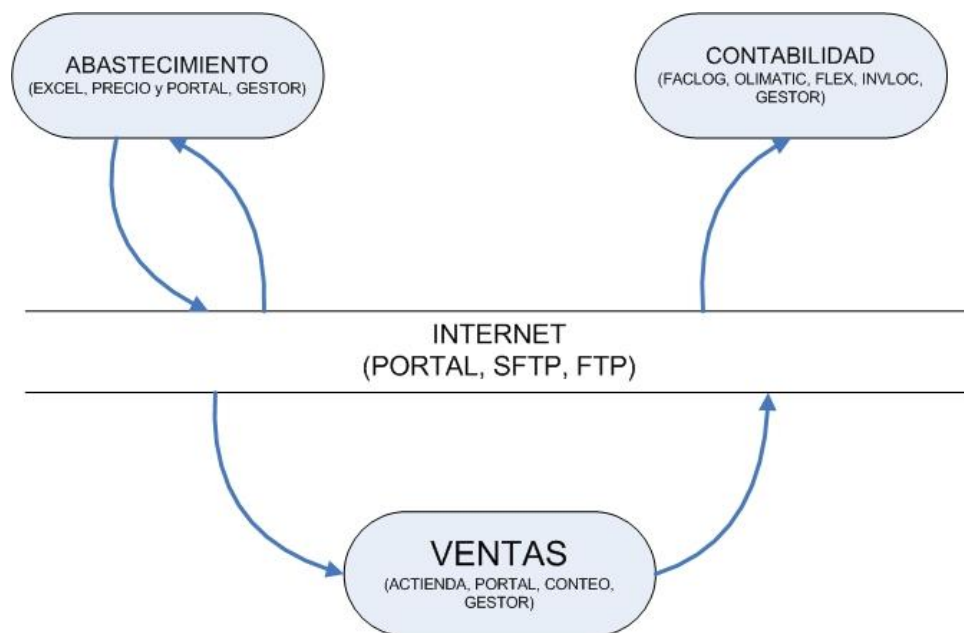 ABASTECIMIENTO
(EXCEL, PRECIO y PORTAL, GESTOR)
CONTABILIDAD
(FACLOG, OLIMATIC, FLEX, INVLOC,
GESTOR)
INTERNET
(PORTAL, SFTP, FTP)
VENTAS
(ACTIENDA, PORTAL, CONTEO,
GESTOR)